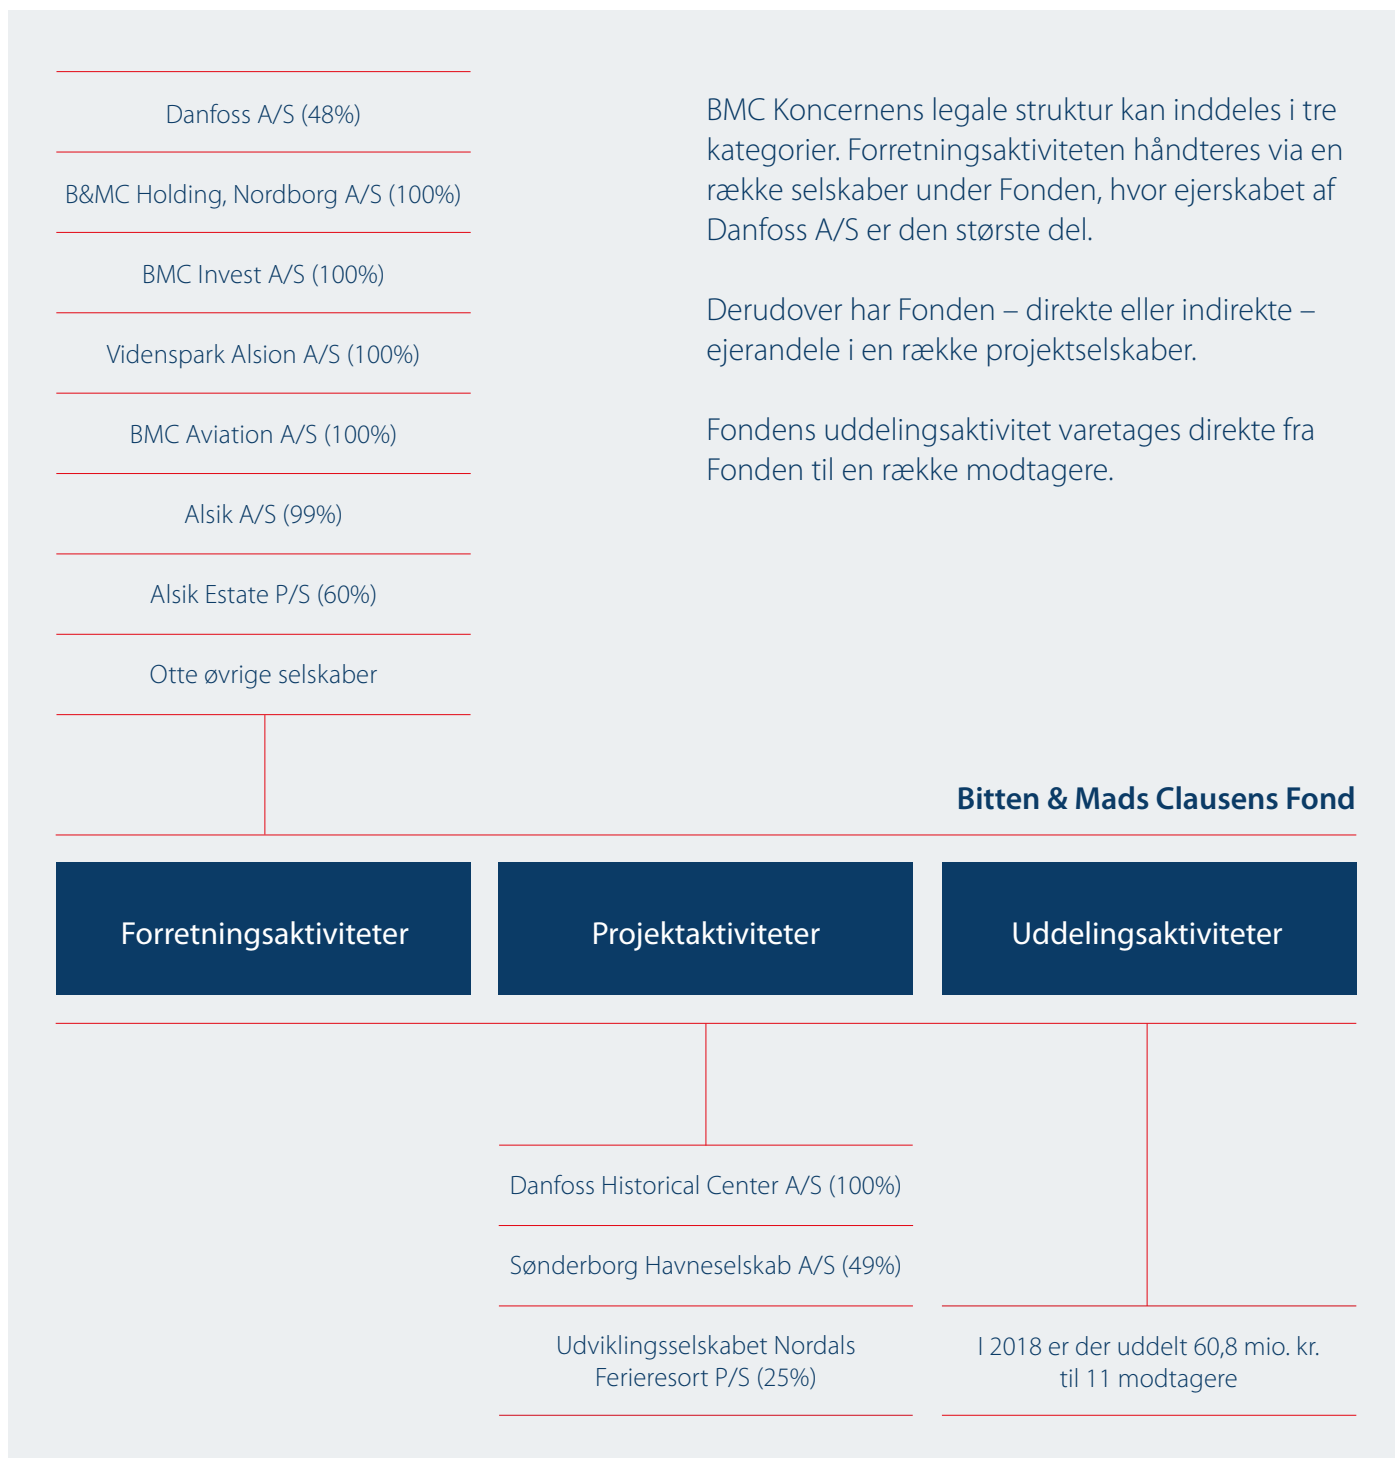 Danfoss A/S (48%)
B&MC Holding, Nordborg A/S (100%)
BMC Invest A/S (100%)
Videnspark Alsion A/S (100%)
BMC Aviation A/S (100%)
Alsik A/S (99%)
Alsik Estate P/S (60%)
Otte øvrige selskaber
BMC Koncernens legale struktur kan inddeles i tre
kategorier. Forretningsaktiviteten håndteres via en
række selskaber under Fonden, hvor ejerskabet af
Danfoss A/S er den største del.
Derudover har Fonden – direkte eller indirekte –
ejerandele i en række projektselskaber.
Fondens uddelingsaktivitet varetages direkte fra
Fonden til en række modtagere.
Bitten & Mads Clausens Fond
Forretningsaktiviteter
Projektaktiviteter
Uddelingsaktiviteter
Danfoss Historical Center A/S (100%)
Sønderborg Havneselskab A/S (49%)
Udviklingsselskabet Nordals
Ferieresort P/S (25%)
I 2018 er der uddelt 60,8 mio. kr.
til 11 modtagere